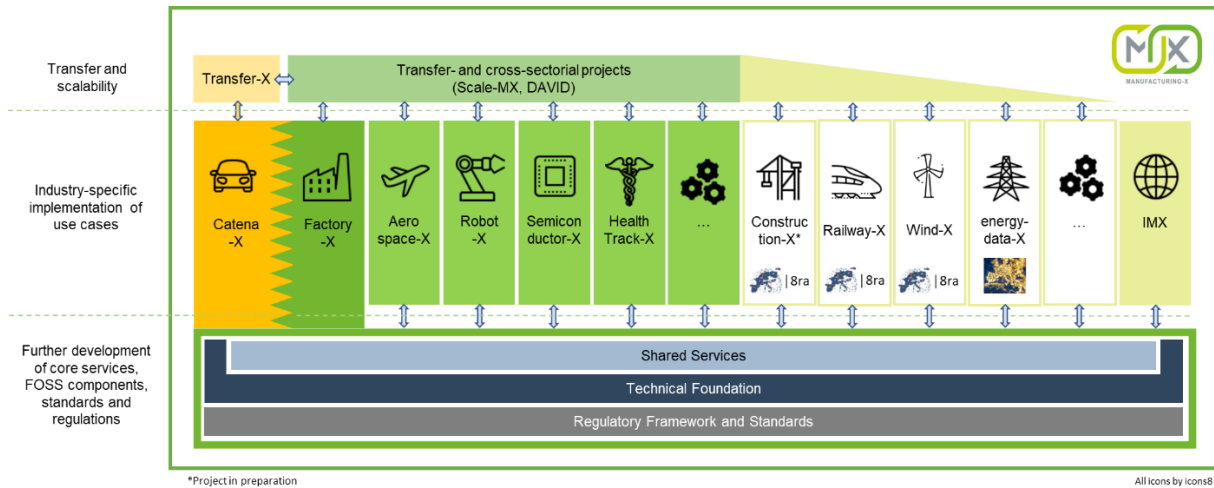 Transfer and
scalability
Transfer-X
Transfer- and cross-sectorial projects
(Scale-MX, DAVID)
MX
MANUFACTURING-X
Industry-specific
implementation of
use cases
Catena
-X
Factory
-X
Aero
space-X
Robot
-X
Semicon
ductor-X
Health
Track-X
...
Construc
tion-X*
|8ra
Railway-X
|8ra
Wind-X
|8ra
energy-
data-X
...
IMX
Further development
of core services,
FOSS components,
standards and
regulations
Shared Services
Technical Foundation
Regulatory Framework and Standards
*Project in preparation
All icons by icons8